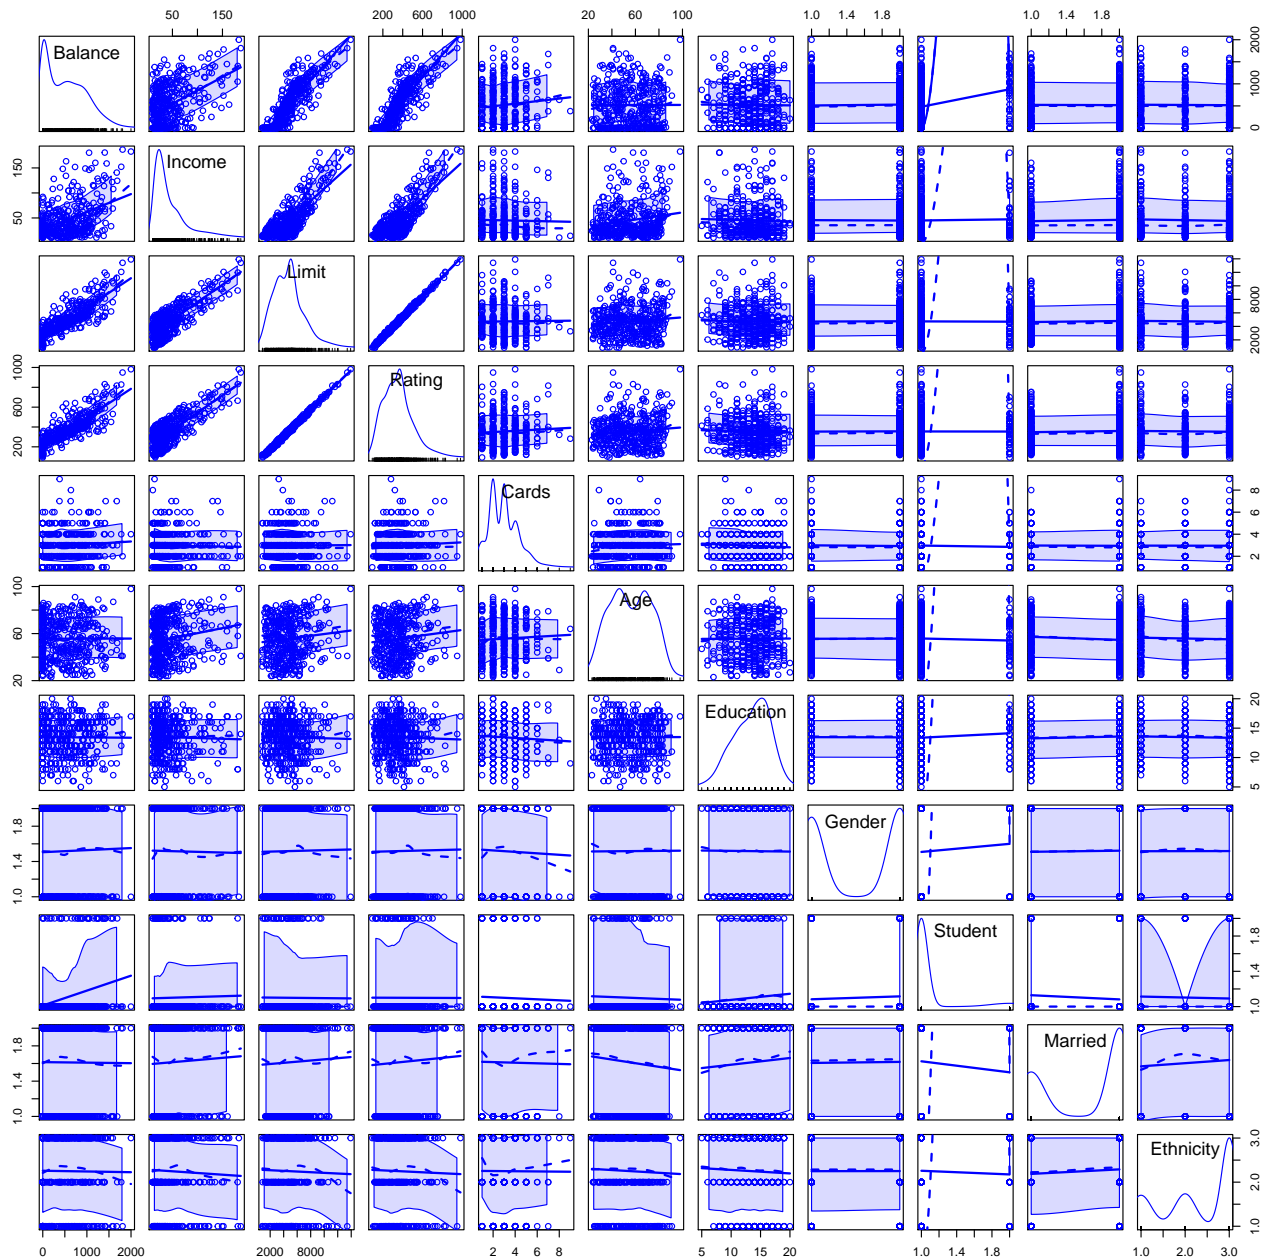 50 150 200 600 1000 20 60 100 1.0 1.4 1.8 1.0 1.4 1.8
Balance
0 500 1000 2000
Income
50 150
Limit
2000 8000
Rating
200 600 1000
Cards
2 4 6 8
Age
20 60 100
Education
5 10 15 20
Gender
1.0 1.4 1.8
Student
1.0 1.4 1.8
Married
1.0 1.4 1.8
Ethnicity
1.0 2.0 3.0
0 1000 2000 2000 8000 2 4 6 8 5 10 15 20 1.0 1.4 1.8 1.0 2.0 3.0